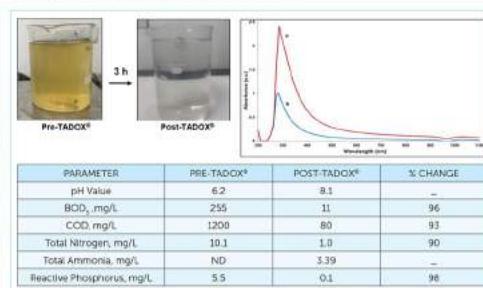 3 h
Pre-TADOX®
Post-TADOX®
Absorbance (a.u.)
Wavelength (nm)
PARAMETER PRE-TADOX® POST-TADOX® % CHANGE
pH Value 6.2 8.1 _
BOD₅ ,mg/L 255 11 96
COD, mg/L 1200 80 93
Total Nitrogen, mg/L 10.1 1.0 90
Total Ammonia, mg/L ND 3.39 _
Reactive Phosphorus, mg/L 5.5 0.1 98